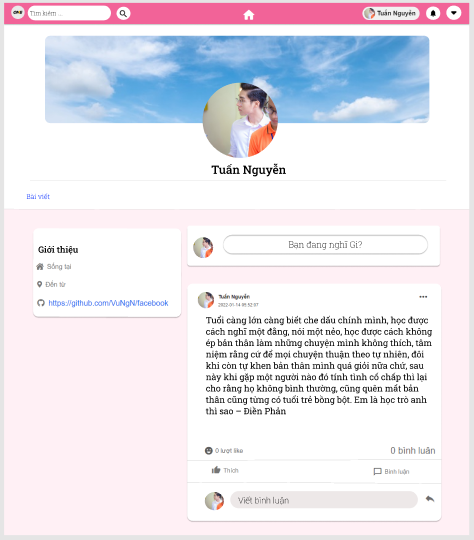 Tìm kiếm ...
Tuấn Nguyễn
Tuấn Nguyễn
Bài viết
Giới thiệu
Sống tại
Đến từ
https://github.com/VuNgN/facebook
Bạn đang nghĩ Gì?
Tuấn Nguyễn
2022-01-14 09:52:07
Tuổi càng lớn càng biết che dấu chính mình, học được
cách nghĩ một đằng, nói một nẻo, học được cách không
ép bản thân làm những chuyện mình không thích, tâm
niệm rằng cứ để mọi chuyện thuận theo tự nhiên, đôi
khi còn tự khen bản thân mình quá giỏi nữa chứ, sau
này khi gặp một người nào đó tính tình cố chấp thì lại
cho rằng họ không bình thường, cũng quên mất bản
thân cũng từng có tuổi trẻ bồng bột. Em là học trò anh
thì sao – Điền Phản
0 lượt like
0 bình luận
Thích
Bình luận
Viết bình luận